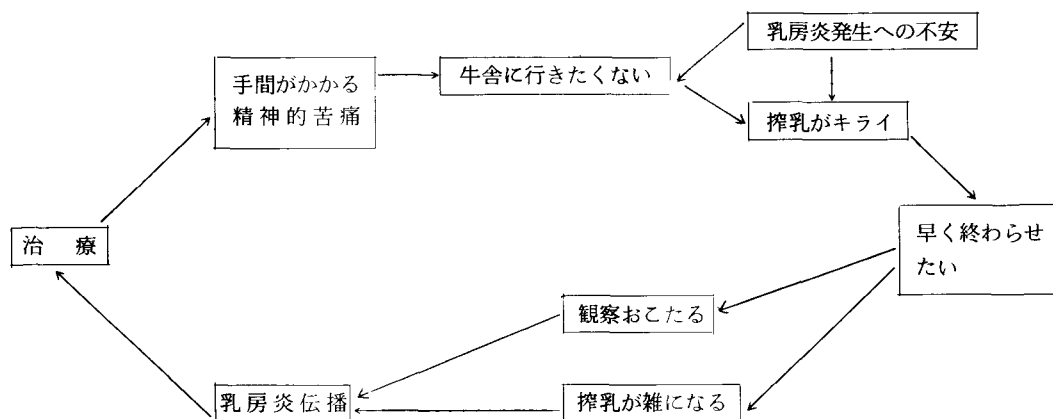 乳房炎発生への不安
手間がかかる
精神的苦痛
牛舎に行きたくない
搾乳がキライ
治療
早く終わらせ
たい
観察おこたる
乳房炎伝播
搾乳が雑になる